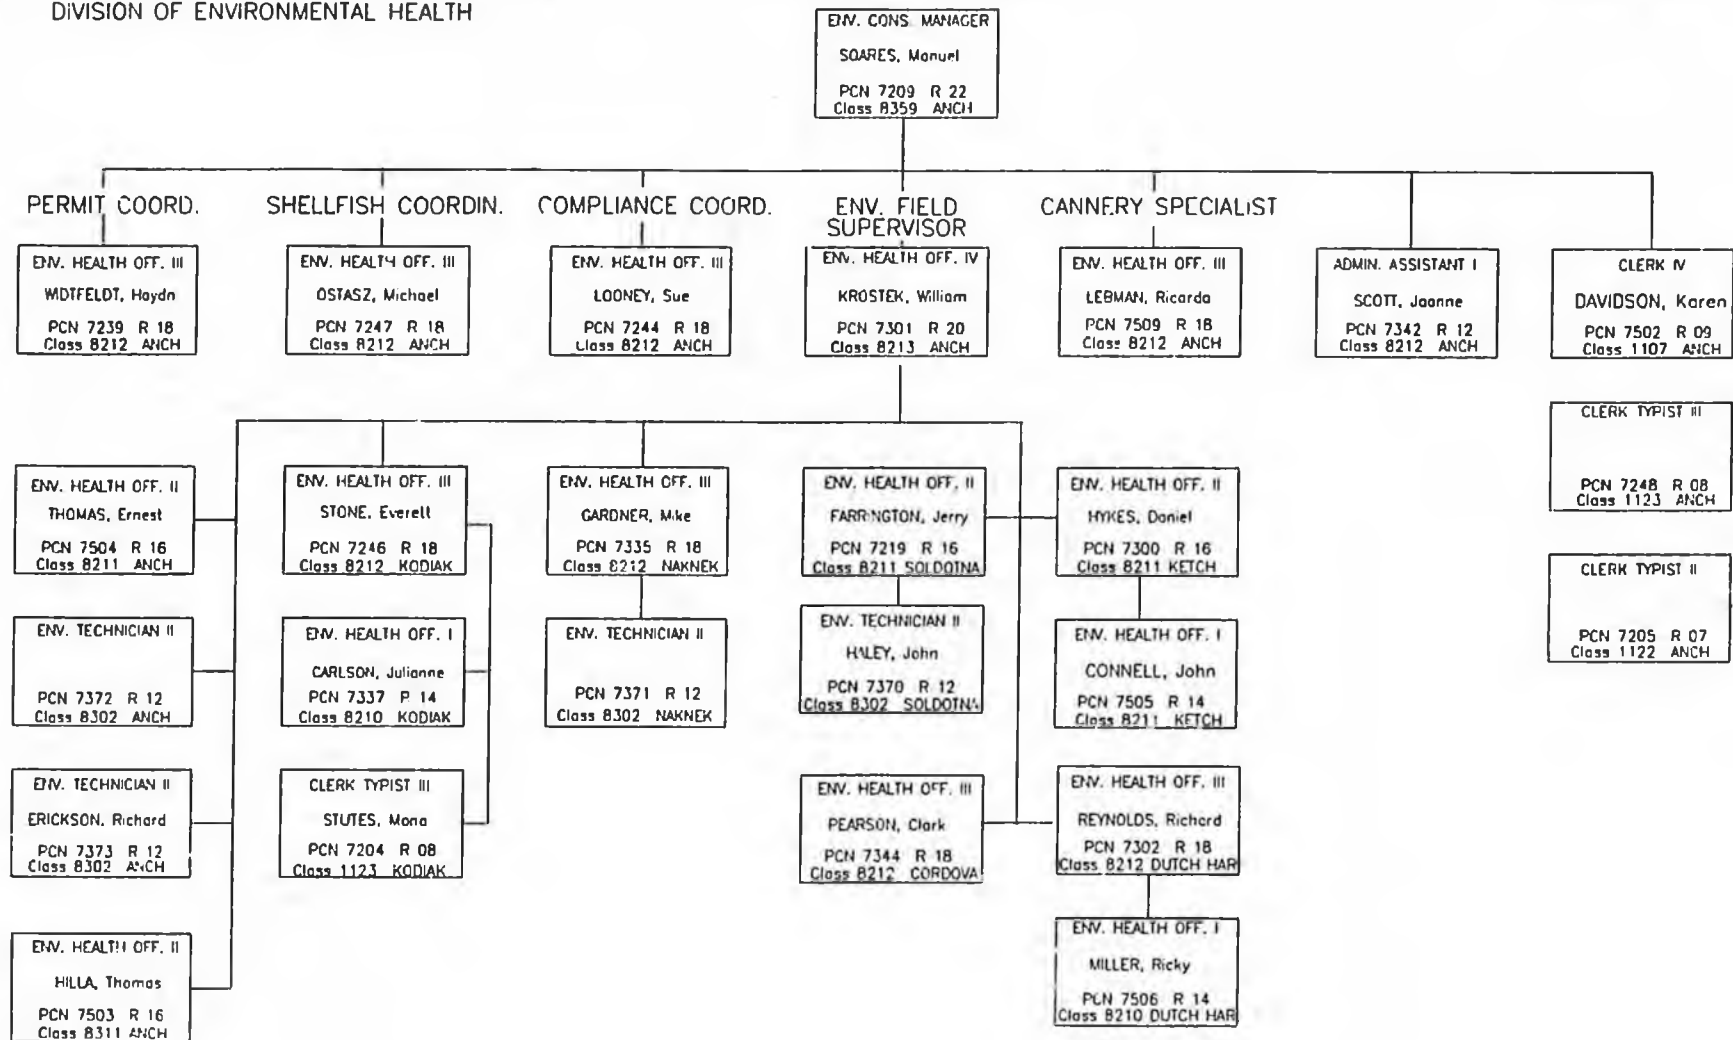 DIVISION OF ENVIRONMENTAL HEALTH
ENV. CONS. MANAGER
SOARES, Manuel
PCN 7209 R 22
Class 8359 ANCH
PERMIT COORD.
ENV. HEALTH OFF. III
WIDTFELDT, Haydn
PCN 7239 R 18
Class 8212 ANCH
SHELLFISH COORDIN.
ENV. HEALTH OFF. III
OSTASZ, Michael
PCN 7247 R 18
Class 8212 ANCH
COMPLIANCE COORD.
ENV. HEALTH OFF. III
LOONEY, Sue
PCN 7244 R 18
Class 8212 ANCH
ENV. FIELD
SUPERVISOR
ENV. HEALTH OFF. IV
KROSTEK, William
PCN 7301 R 20
Class 8213 ANCH
CANNERY SPECIALIST
ENV. HEALTH OFF. III
LEBMAN, Ricardo
PCN 7509 R 18
Class 8212 ANCH
ADMIN. ASSISTANT I
SCOTT, Joanne
PCN 7342 R 12
Class 8212 ANCH
CLERK IV
DAVIDSON, Karen
PCN 7502 R 09
Class 1107 ANCH
CLERK TYPIST III
PCN 7248 R 08
Class 1123 ANCH
CLERK TYPIST II
PCN 7205 R 07
Class 1122 ANCH
ENV. HEALTH OFF. II
THOMAS, Ernest
PCN 7504 R 16
Class 8211 ANCH
ENV. TECHNICIAN II
PCN 7372 R 12
Class 8302 ANCH
ENV. TECHNICIAN II
ERICKSON, Richard
PCN 7373 R 12
Class 8302 ANCH
ENV. HEALTH OFF. II
HILLA, Thomas
PCN 7503 R 16
Class 8311 ANCH
ENV. HEALTH OFF. III
STONE, Everett
PCN 7246 R 18
Class 8212 KODIAK
ENV. HEALTH OFF. I
CARLSON, Julianne
PCN 7337 R 14
Class 8210 KODIAK
CLERK TYPIST III
STUTES, Mona
PCN 7204 R 08
Class 1123 KODIAK
ENV. HEALTH OFF. III
GARDNER, Mike
PCN 7335 R 18
Class 8212 NAKNEK
ENV. TECHNICIAN II
PCN 7371 R 12
Class 8302 NAKNEK
ENV. HEALTH OFF. II
FARRINGTON, Jerry
PCN 7219 R 16
Class 8211 SOLDOTNA
ENV. TECHNICIAN II
HALEY, John
PCN 7370 R 12
Class 8302 SOLDOTNA
ENV. HEALTH OFF. III
PEARSON, Clark
PCN 7344 R 18
Class 8212 CORDOVA
ENV. HEALTH OFF. II
HYKES, Daniel
PCN 7300 R 16
Class 8211 KETCH
ENV. HEALTH OFF. I
CONNELL, John
PCN 7505 R 14
Class 8211 KETCH
ENV. HEALTH OFF. III
REYNOLDS, Richard
PCN 7302 R 18
Class 8212 DUTCH HAR
ENV. HEALTH OFF. I
MILLER, Ricky
PCN 7506 R 14
Class 8210 DUTCH HAR